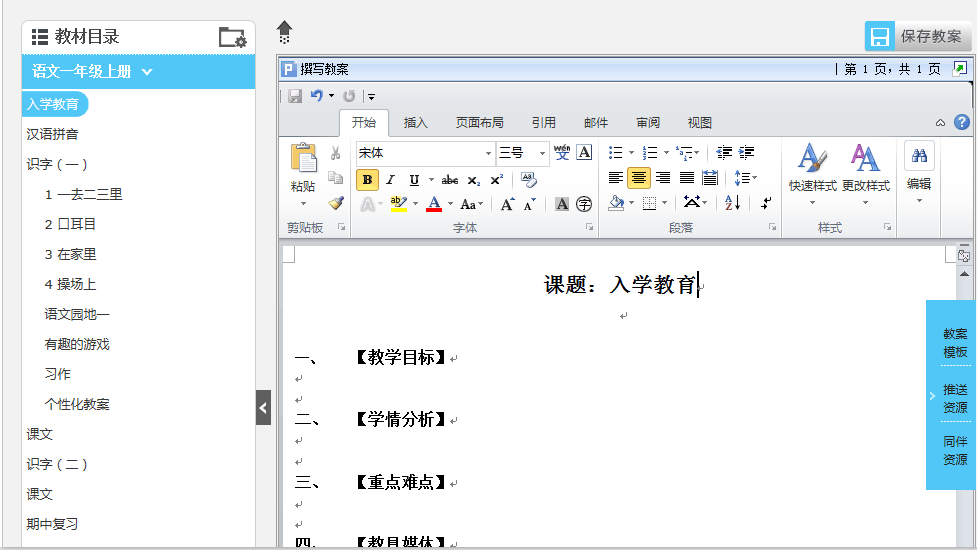 教材目录
语文一年级上册
入学教育
汉语拼音
识字（一）
1 一去二三里
2 口耳目
3 在家里
4 操场上
语文园地一
有趣的游戏
习作
个性化教案
课文
识字（二）
课文
期中复习
保存教案
撰写教案
第 1 页，共 1 页
开始 插入 页面布局 引用 邮件 审阅 视图
粘贴
剪贴板
宋体 三号 wén 文 A
B I U abc x₂ x² 
A ab A Aa A A A 字
字体
段落
快速样式 更改样式
样式
编辑
课题：入学教育
一、 【教学目标】
二、 【学情分析】
三、 【重点难点】
四、 【教具媒体】
教案
模板
推送
资源
同伴
资源